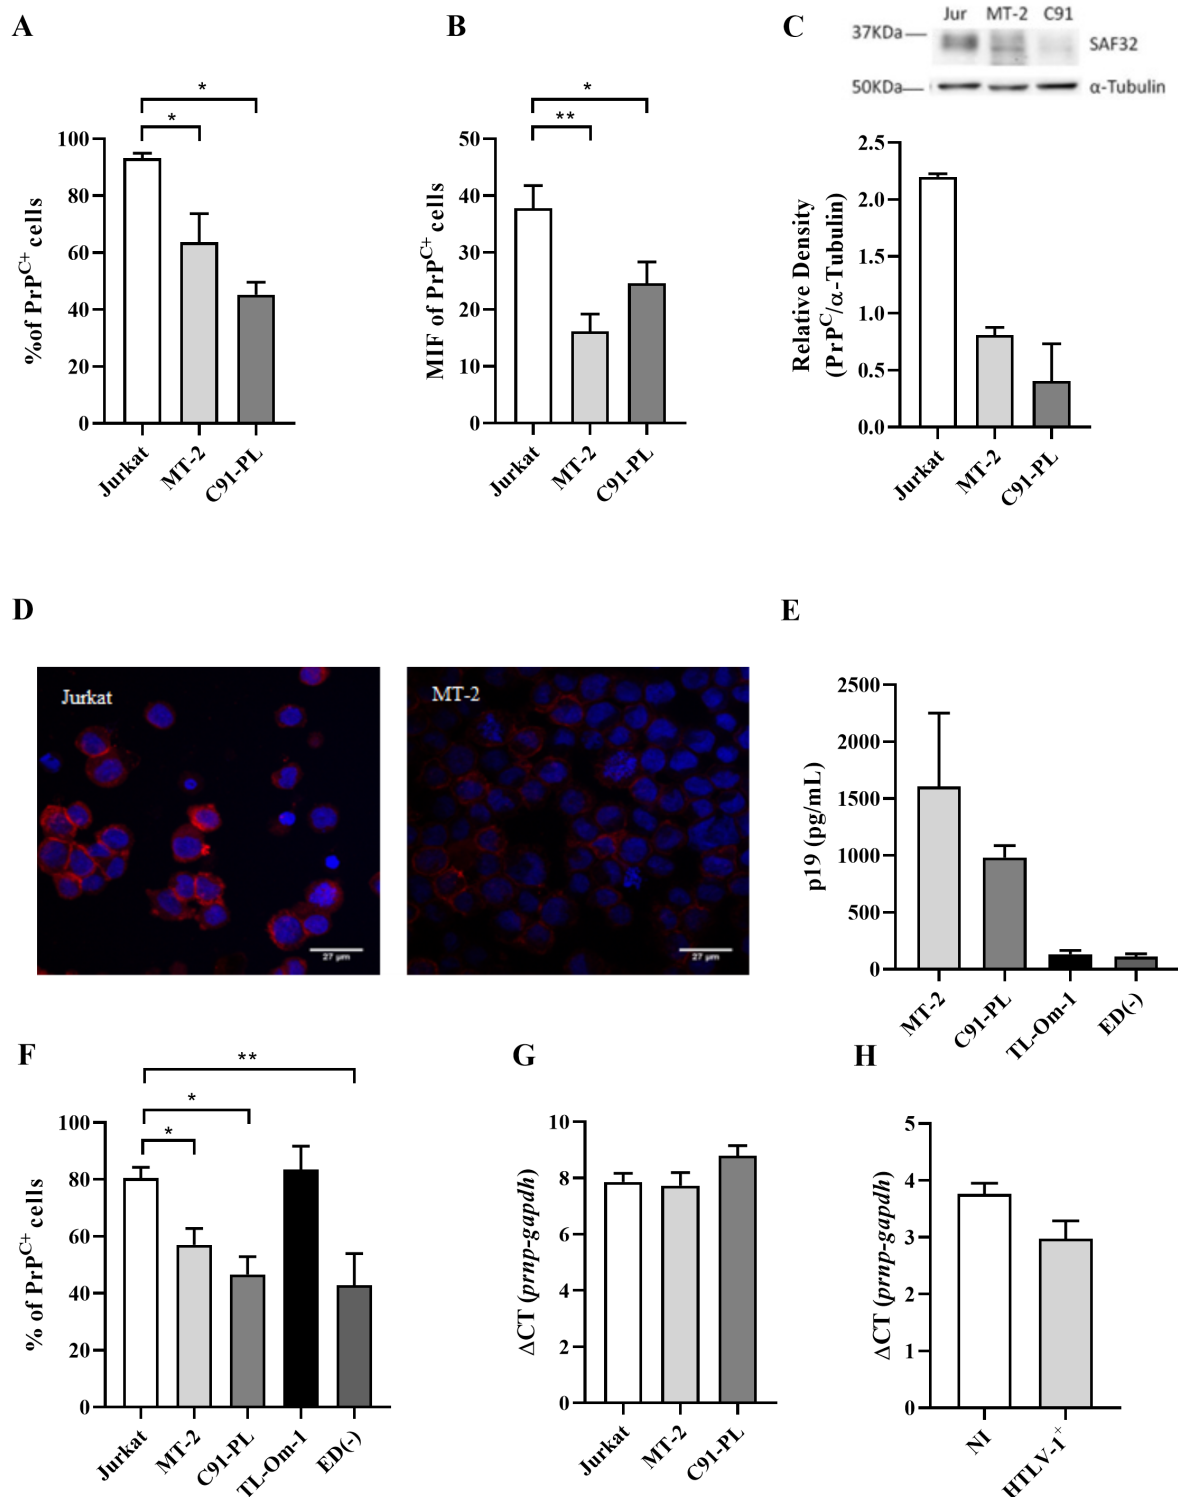 A
*
*
100
80
60
40
20
0
%of PrPC+ cells
Jurkat
MT-2
C91-PL
B
*
**
50
40
30
20
10
0
MIF of PrPC+ cells
Jurkat
MT-2
C91-PL
C
Jur MT-2 C91
37KDa SAF32
50KDa α-Tubulin
2.5
2.0
1.5
1.0
0.5
0.0
Relative Density
(PrPC/α-Tubulin)
Jurkat
MT-2
C91-PL
D
Jurkat
27 µm
MT-2
27 µm
E
2500
2000
1500
1000
500
0
p19 (pg/mL)
MT-2
C91-PL
TL-Om-1
ED(-)
F
**
*
*
100
80
60
40
20
0
% of PrPC+ cells
Jurkat
MT-2
C91-PL
TL-Om-1
ED(-)
G
10
8
6
4
2
0
ΔCT (prnp-gapdh)
Jurkat
MT-2
C91-PL
H
5
4
3
2
1
0
ΔCT (prnp-gapdh)
NI
HTLV-1+